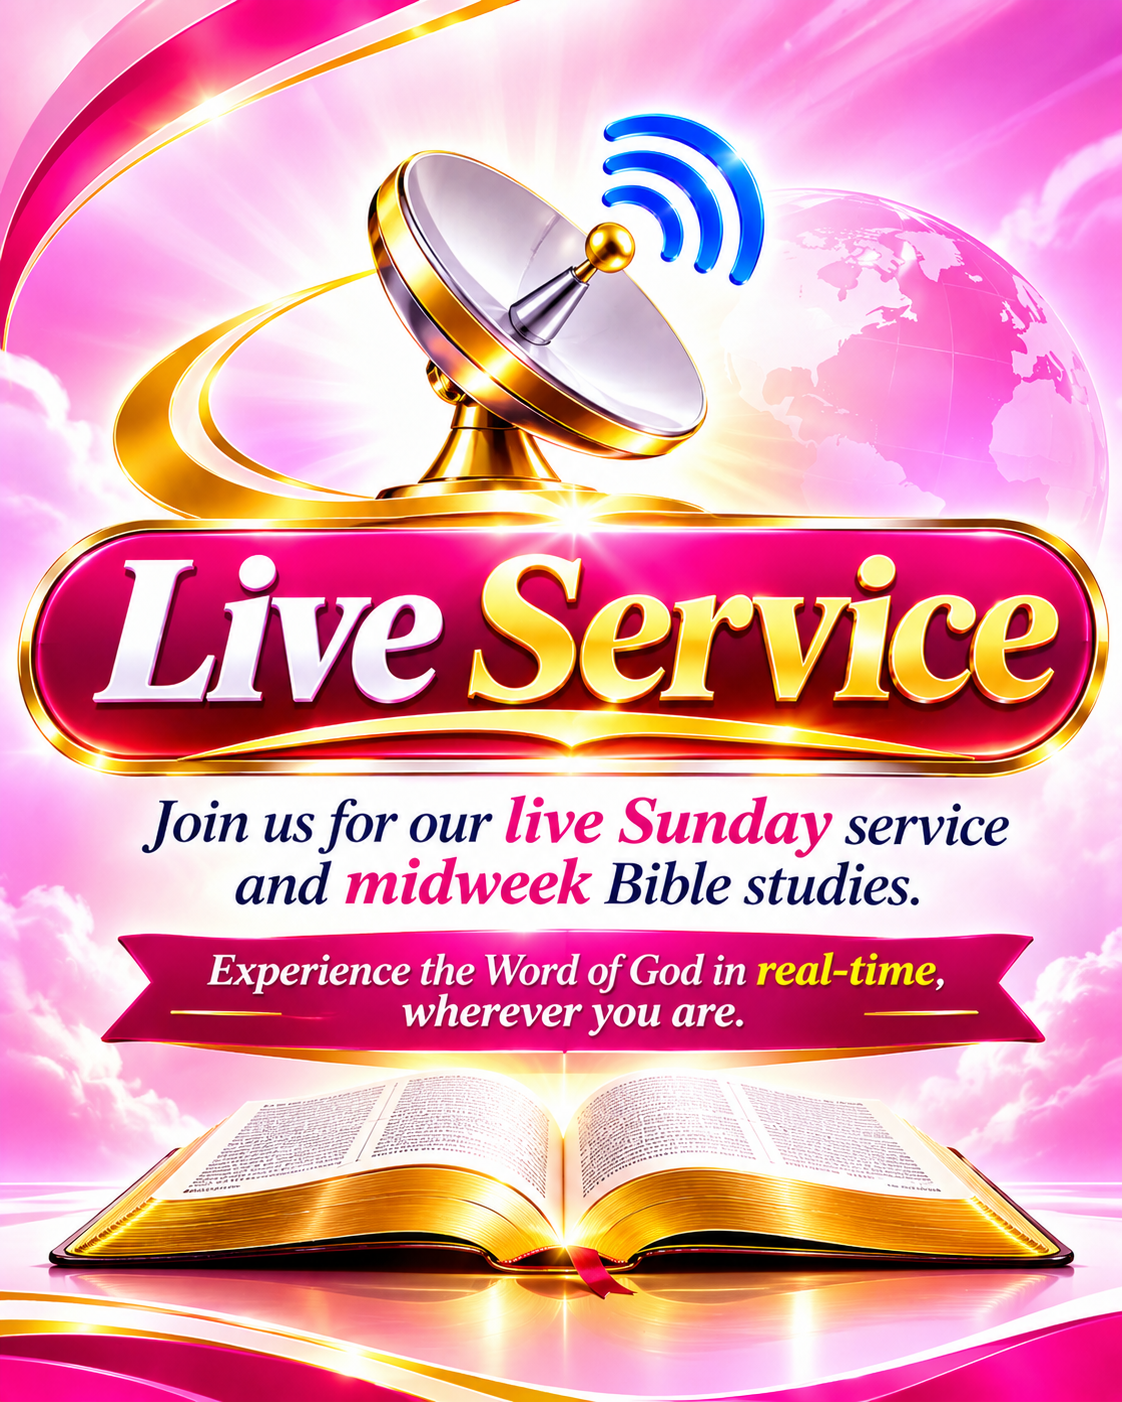 Live Service
Join us for our live Sunday service
and midweek Bible studies.
Experience the Word of God in real-time,
wherever you are.